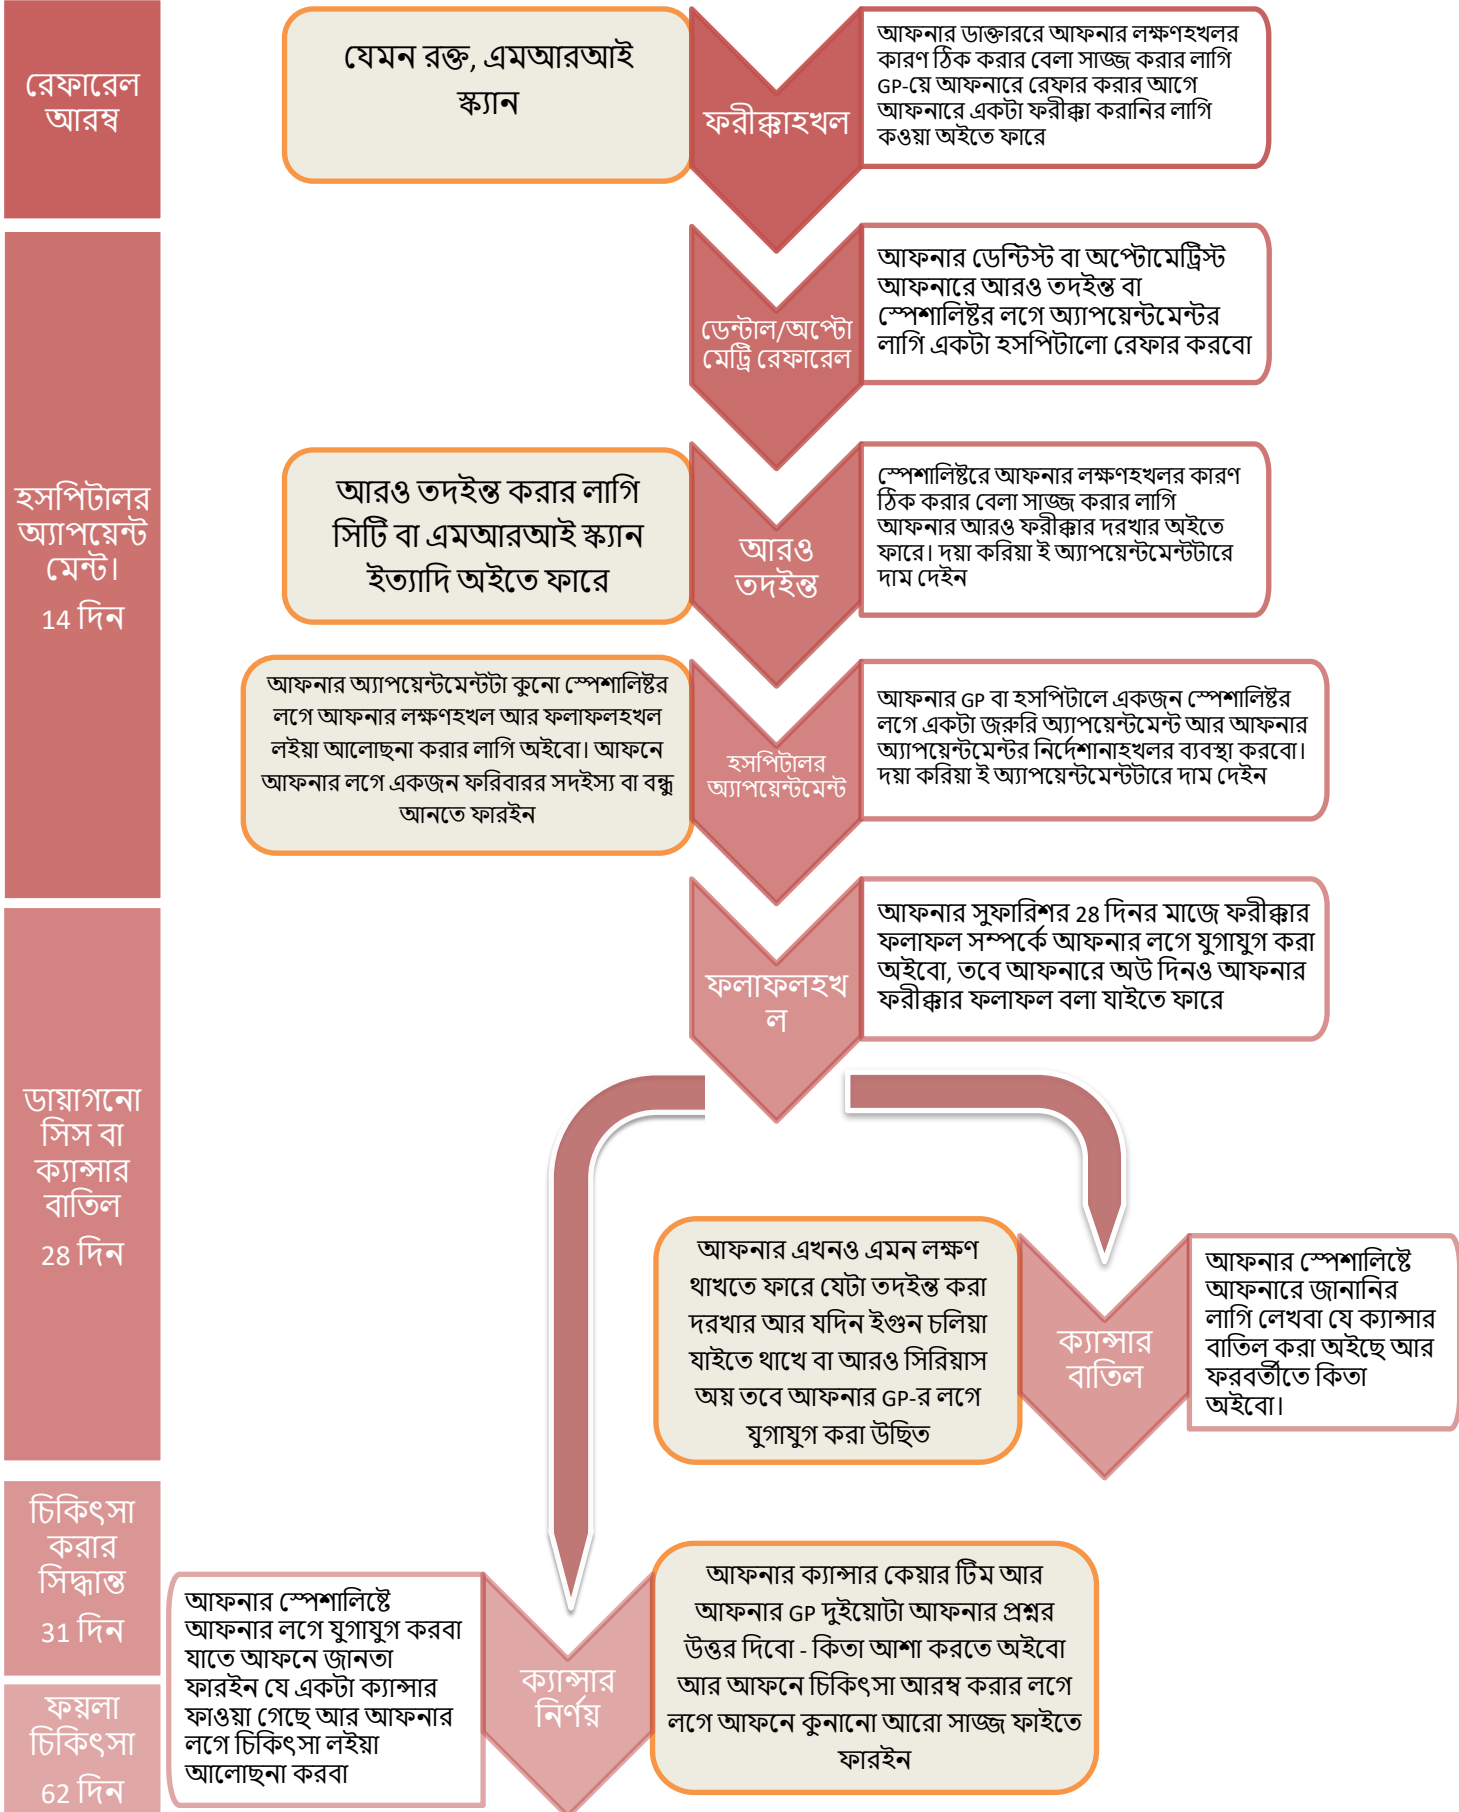 রেফারেল
আরম্ব
যেমন রক্ত, এমআরআই
স্ক্যান
ফরীক্কাহখল
আফনার ডাক্তাররে আফনার লক্ষণহখলর
কারণ ঠিক করার বেলা সাজ্জ করার লাগি
GP-য়ে আফনারে রেফার করার আগে
আফনারে একটা ফরীক্কা করানির লাগি
কওয়া অইতে ফারে
হসপিটালর
অ্যাপয়েন্ট
মেন্ট।
14 দিন
ডেন্টাল/অপ্টো
মেট্রি রেফারেল
আফনার ডেন্টিস্ট বা অপ্টোমেট্রিস্ট
আফনারে আরও তদইন্ত বা
স্পেশালিষ্টর লগে অ্যাপয়েন্টমেন্টর
লাগি একটা হসপিটালো রেফার করবো
আরও তদইন্ত করার লাগি
সিটি বা এমআরআই স্ক্যান
ইত্যাদি অইতে ফারে
আরও
তদইন্ত
স্পেশালিষ্টরে আফনার লক্ষণহখলর কারণ
ঠিক করার বেলা সাজ্জ করার লাগি
আফনার আরও ফরীক্কার দরখার অইতে
ফারে। দয়া করিয়া ই অ্যাপয়েন্টমেন্টটারে
দাম দেইন
আফনার অ্যাপয়েন্টমেন্টটা কুনো স্পেশালিষ্টর
লগে আফনার লক্ষণহখল আর ফলাফলহখল
লইয়া আলোছনা করার লাগি অইবো। আফনে
আফনার লগে একজন ফরিবারর সদইস্য বা বন্ধু
আনতে ফারইন
হসপিটালর
অ্যাপয়েন্টমেন্ট
আফনার GP বা হসপিটালে একজন স্পেশালিষ্টর
লগে একটা জরুরি অ্যাপয়েন্টমেন্ট আর আফনার
অ্যাপয়েন্টমেন্টর নির্দেশানাহখলর ব্যবস্থা করবো।
দয়া করিয়া ই অ্যাপয়েন্টমেন্টটারে দাম দেইন
ডায়াগনো
সিস বা
ক্যান্সার
বাতিল
28 দিন
ফলাফলহখ
ল
আফনার সুফারিশর 28 দিনর মাজে ফরীক্কার
ফলাফল সম্পর্কে আফনার লগে যুগাযুগ করা
অইবো, তবে আফনারে অউ দিনও আফনার
ফরীক্কার ফলাফল বলা যাইতে ফারে
আফনার এখনও এমন লক্ষণ
থাখতে ফারে যেটা তদইন্ত করা
দরখার আর যদিন ইগুন চলিয়া
যাইতে থাখে বা আরও সিরিয়াস
অয় তবে আফনার GP-র লগে
যুগাযুগ করা উছিত
ক্যান্সার
বাতিল
আফনার স্পেশালিষ্টে
আফনারে জানানির
লাগি লেখবা যে ক্যান্সার
বাতিল করা অইছে আর
ফরবর্তীতে কিতা
অইবো।
চিকিৎসা
করার
সিদ্ধান্ত
31 দিন
ফয়লা
চিকিৎসা
62 দিন
আফনার স্পেশালিষ্টে
আফনার লগে যুগাযুগ করবা
যাতে আফনে জানতা
ফারইন যে একটা ক্যান্সার
ফাওয়া গেছে আর আফনার
লগে চিকিৎসা লইয়া
আলোছনা করবা
ক্যান্সার
নির্ণয়
আফনার ক্যান্সার কেয়ার টিম আর
আফনার GP দুইয়োটা আফনার প্রশ্নর
উত্তর দিবো - কিতা আশা করতে অইবো
আর আফনে চিকিৎসা আরম্ব করার লগে
লগে আফনে কুনানো আরো সাজ্জ ফাইতে
ফারইন